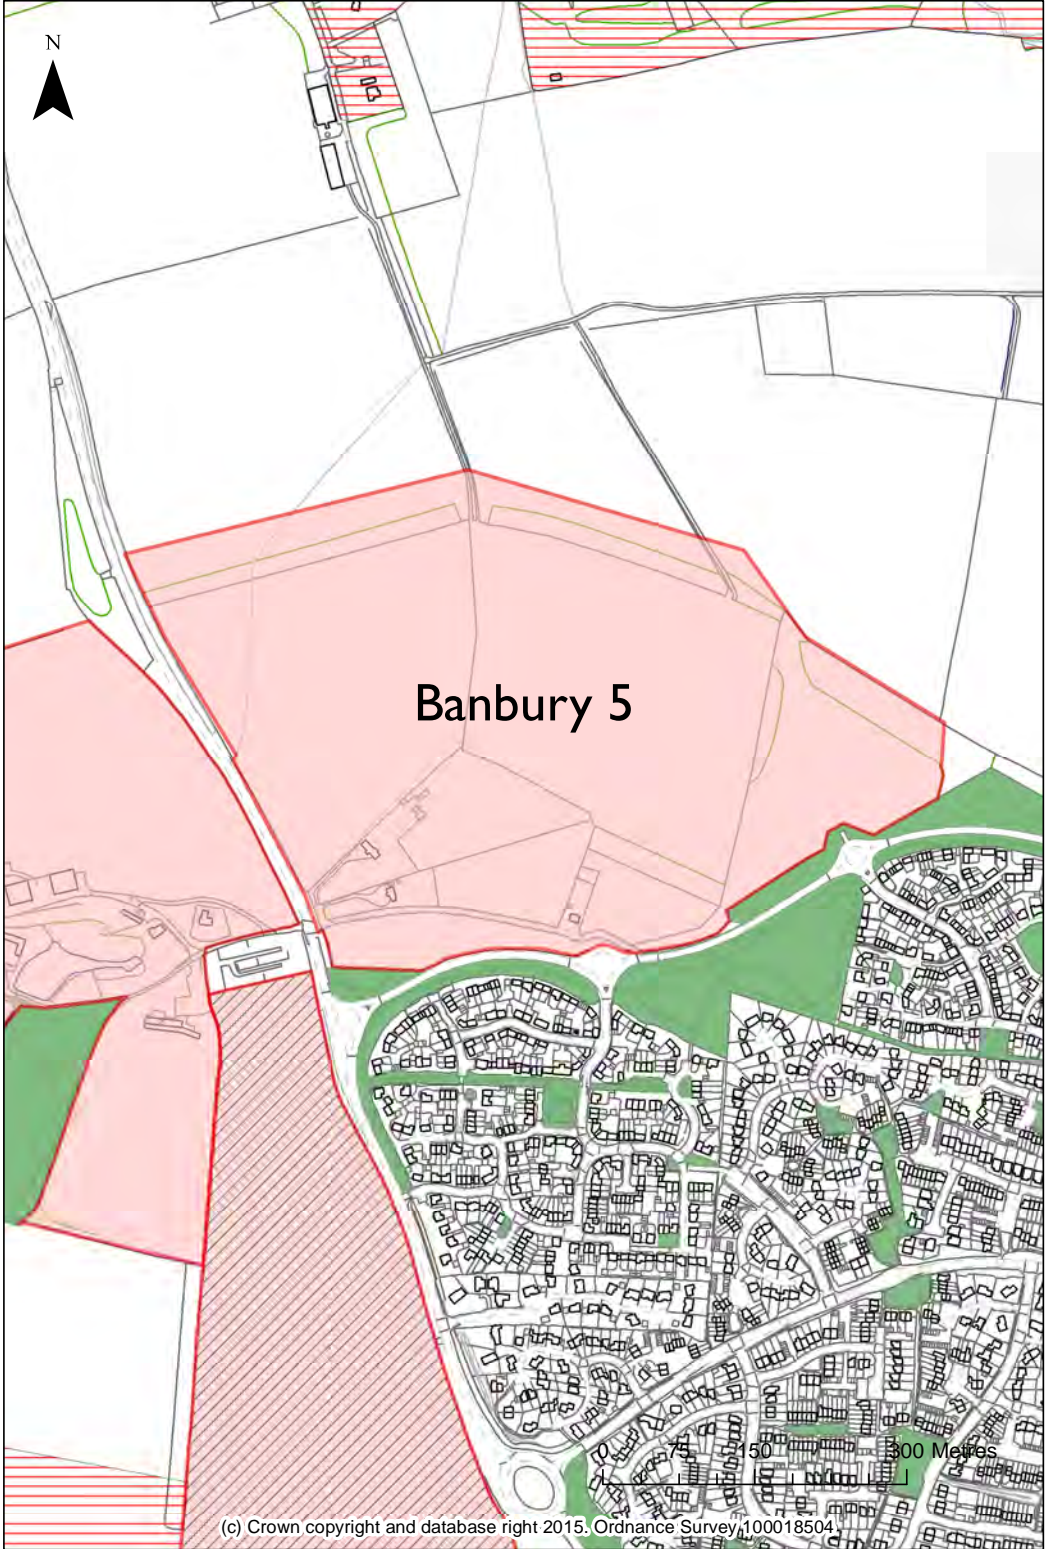 N
Banbury 5
0 75 150 300 Metres
(c) Crown copyright and database right 2015. Ordnance Survey 100018504